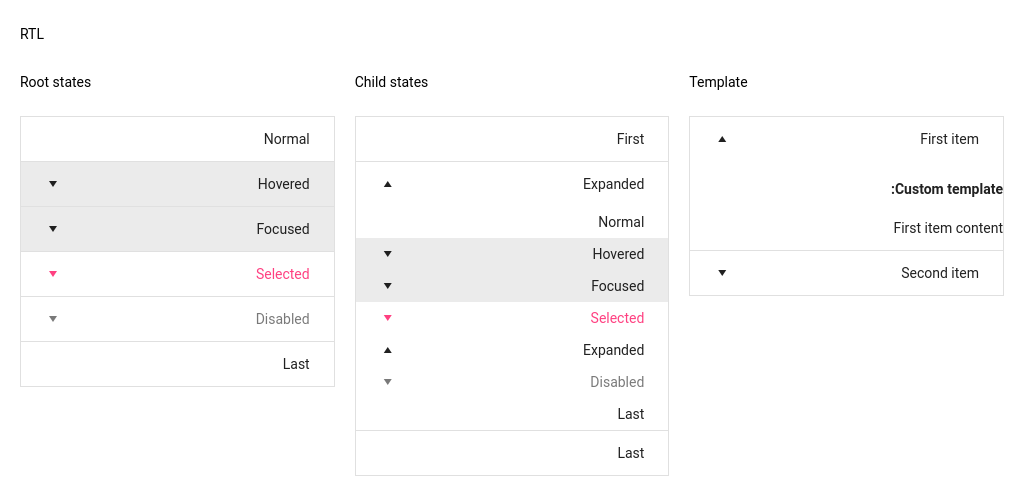 RTL
Root states
Normal
Hovered
Focused
Selected
Disabled
Last
Child states
First
Expanded
Normal
Hovered
Focused
Selected
Expanded
Disabled
Last
Last
Template
First item
:Custom template
First item content
Second item